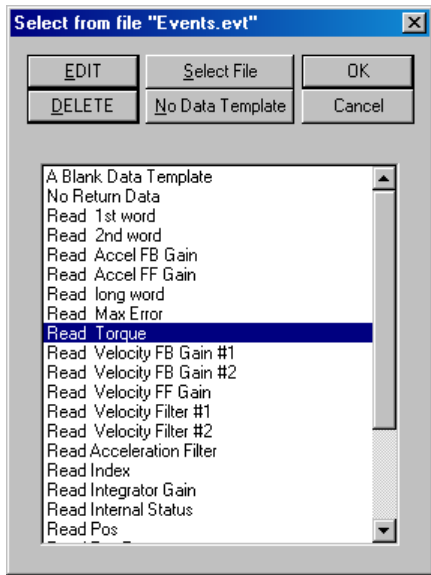 Select from file "Events.evt"
EDIT Select File OK
DELETE No Data Template Cancel
A Blank Data Template
No Return Data
Read 1st word
Read 2nd word
Read Accel FB Gain
Read Accel FF Gain
Read long word
Read Max Error
Read Torque
Read Velocity FB Gain #1
Read Velocity FB Gain #2
Read Velocity FF Gain
Read Velocity Filter #1
Read Velocity Filter #2
Read Acceleration Filter
Read Index
Read Integrator Gain
Read Internal Status
Read Pos